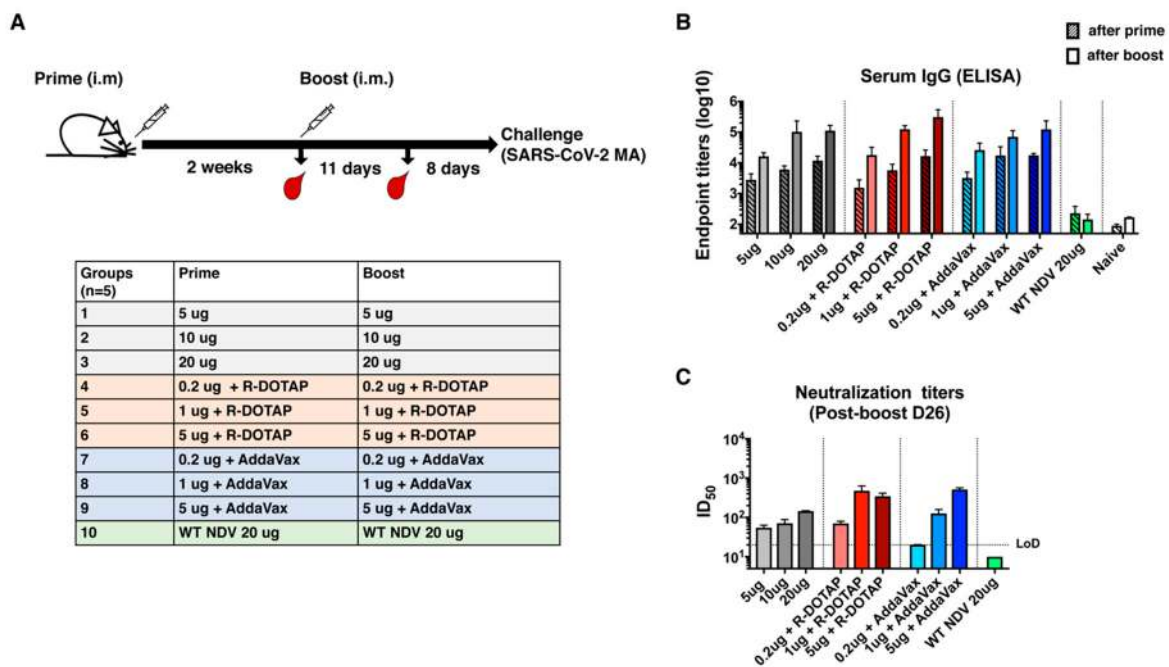 A
Prime (i.m)
Boost (i.m.)
Challenge
(SARS-CoV-2 MA)
2 weeks
11 days
8 days
Groups (n=5) Prime Boost
1 5 ug 5 ug
2 10 ug 10 ug
3 20 ug 20 ug
4 0.2 ug + R-DOTAP 0.2 ug + R-DOTAP
5 1 ug + R-DOTAP 1 ug + R-DOTAP
6 5 ug + R-DOTAP 5 ug + R-DOTAP
7 0.2 ug + AddaVax 0.2 ug + AddaVax
8 1 ug + AddaVax 1 ug + AddaVax
9 5 ug + AddaVax 5 ug + AddaVax
10 WT NDV 20 ug WT NDV 20 ug
B
after prime
after boost
Serum IgG (ELISA)
Endpoint titers (log10)
6
5
4
3
2
5ug
10ug
20ug
0.2ug + R-DOTAP
1ug + R-DOTAP
5ug + R-DOTAP
0.2ug + AddaVax
1ug + AddaVax
5ug + AddaVax
WT NDV 20ug
Naive
C
Neutralization titers
(Post-boost D26)
ID50
10^4
10^3
10^2
10^1
LoD
5ug
10ug
20ug
0.2ug + R-DOTAP
1ug + R-DOTAP
5ug + R-DOTAP
0.2ug + AddaVax
1ug + AddaVax
5ug + AddaVax
WT NDV 20ug